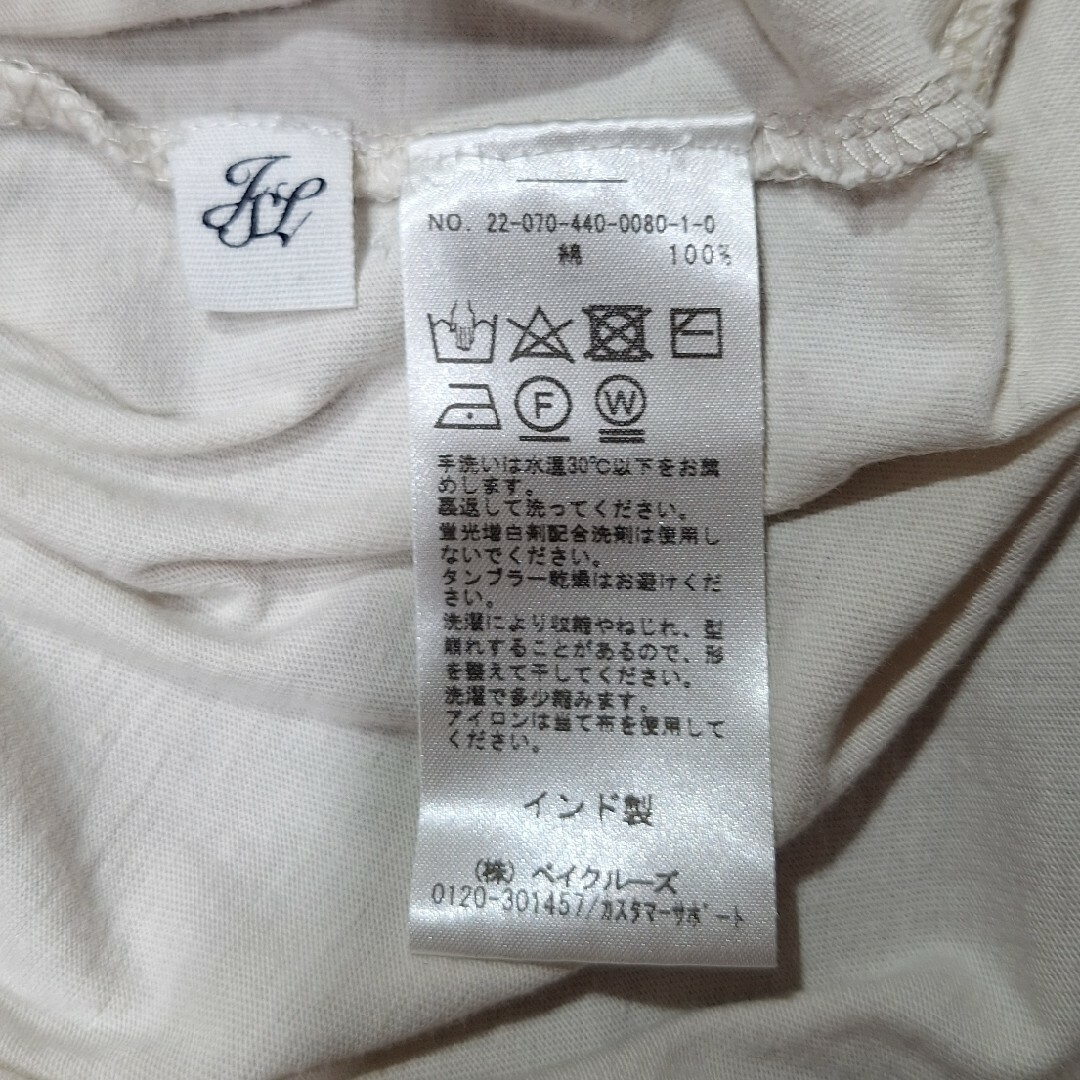 NO. 22-070-440-0080-1-0
綿 100%
F W
手洗いは水温30℃以下をお薦
めします。
裏返して洗ってください。
蛍光増白剤配合洗剤は使用し
ないでください。
タンブラー乾燥はお避けくだ
さい。
洗濯により収縮やねじれ、型
崩れすることがあるので、形
を整えて干してください。
洗濯で多少縮みます。
アイロンは当て布を使用して
ください。
インド製
(株) ベイクルーズ
0120-301457/カスタマーサポート